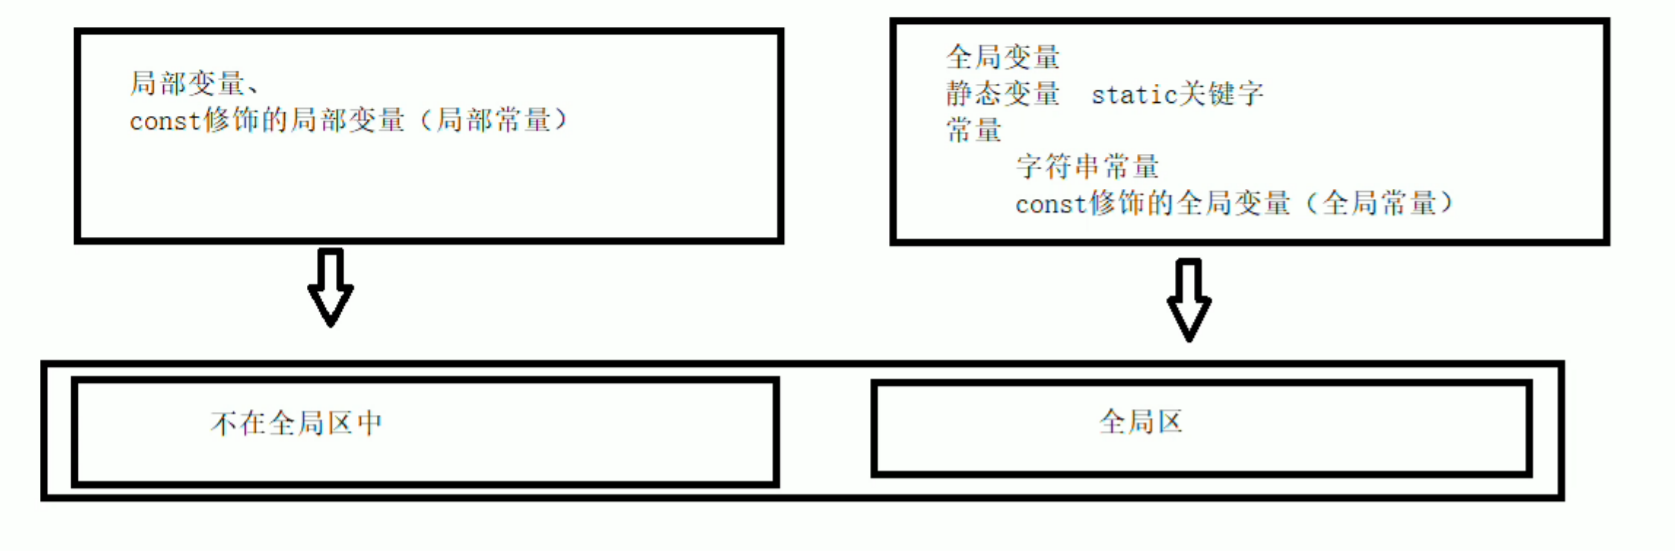 局部变量、
const修饰的局部变量（局部常量）
全局变量
静态变量 static关键字
常量
字符串常量
const修饰的全局变量（全局常量）
不在全局区中
全局区